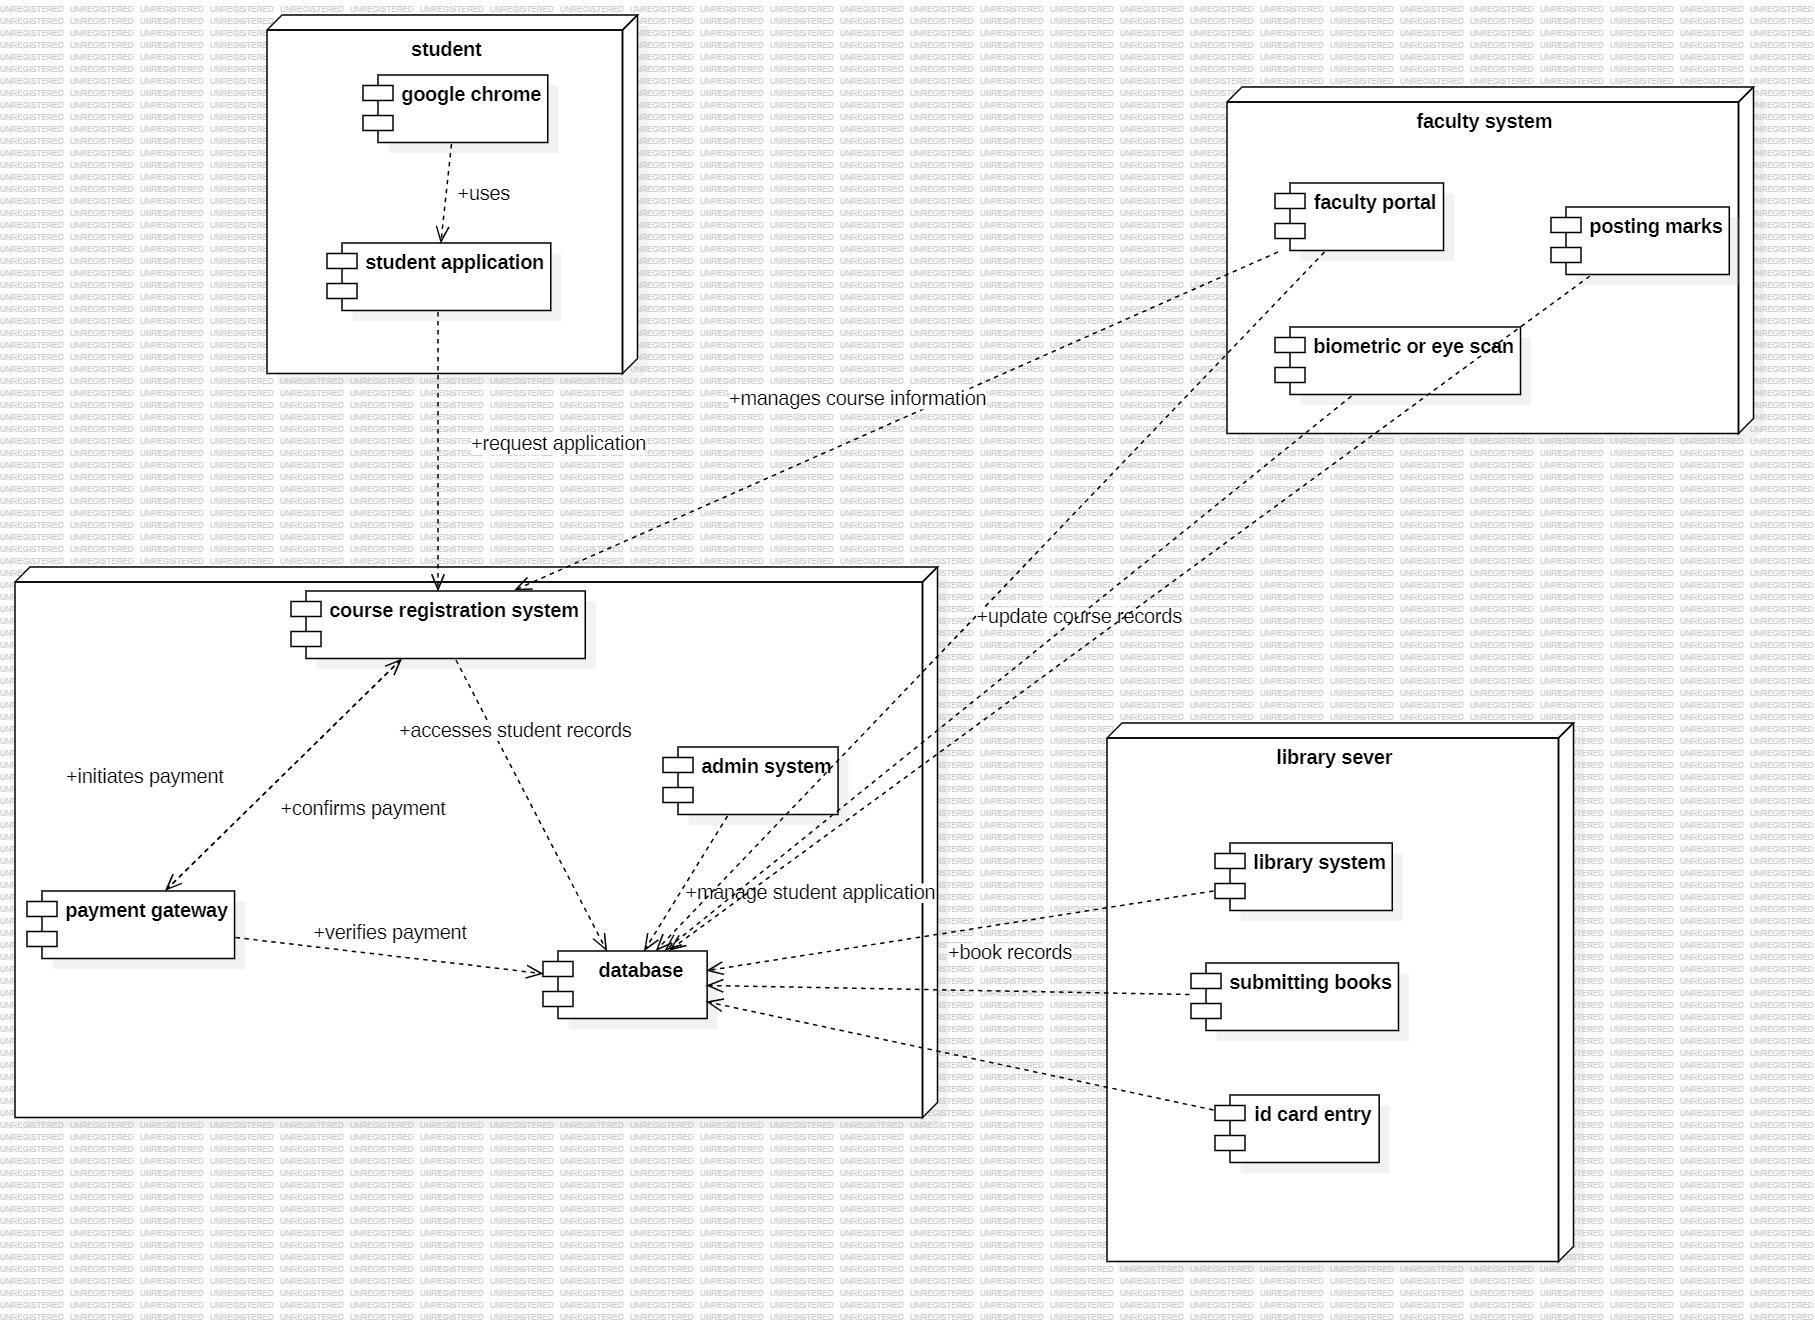 student
google chrome
+uses
student application
faculty system
faculty portal
posting marks
biometric or eye scan
+manages course information
+request application
course registration system
+update course records
+accesses student records
admin system
+initiates payment
+confirms payment
library sever
library system
+manage student application
payment gateway
+verifies payment
+book records
database
submitting books
id card entry
UNREGISTERED